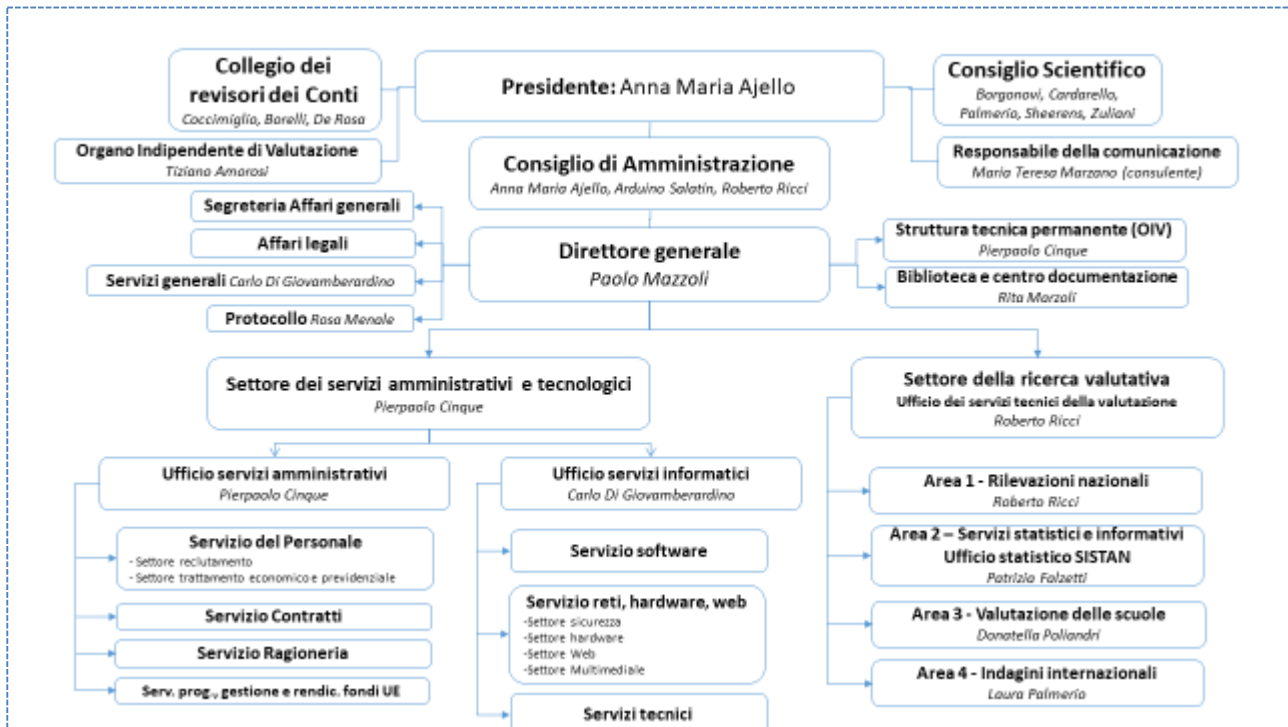 Collegio dei
revisori dei Conti
Coccimiglio, Borelli, De Rosa
Presidente: Anna Maria Ajello
Consiglio Scientifico
Borgonovi, Cardarello,
Palmerio, Sheerens, Zuliani
Organo Indipendente di Valutazione
Tiziana Amorosi
Consiglio di Amministrazione
Anna Maria Ajello, Arduino Salatin, Roberto Ricci
Responsabile della comunicazione
Maria Teresa Marzano (consulente)
Segreteria Affari generali
Affari legali
Servizi generali Carlo Di Giovamberardino
Protocollo Rosa Menale
Direttore generale
Paolo Mazzoli
Struttura tecnica permanente (OIV)
Pierpaolo Cinque
Biblioteca e centro documentazione
Rita Marzoli
Settore dei servizi amministrativi e tecnologici
Pierpaolo Cinque
Settore della ricerca valutativa
Ufficio dei servizi tecnici della valutazione
Roberto Ricci
Ufficio servizi amministrativi
Pierpaolo Cinque
Servizio del Personale
- Settore reclutamento
- Settore trattamento economico e previdenziale
Servizio Contratti
Servizio Ragioneria
Serv. prog., gestione e rendic. fondi UE
Ufficio servizi informatici
Carlo Di Giovamberardino
Servizio software
Servizio reti, hardware, web
-Settore sicurezza
-Settore hardware
-Settore Web
-Settore Multimediale
Servizi tecnici
Area 1 - Rilevazioni nazionali
Roberto Ricci
Area 2 – Servizi statistici e informativi
Ufficio statistico SISTAN
Patrizia Falzetti
Area 3 - Valutazione delle scuole
Donatella Poliandri
Area 4 - Indagini internazionali
Laura Palmerio